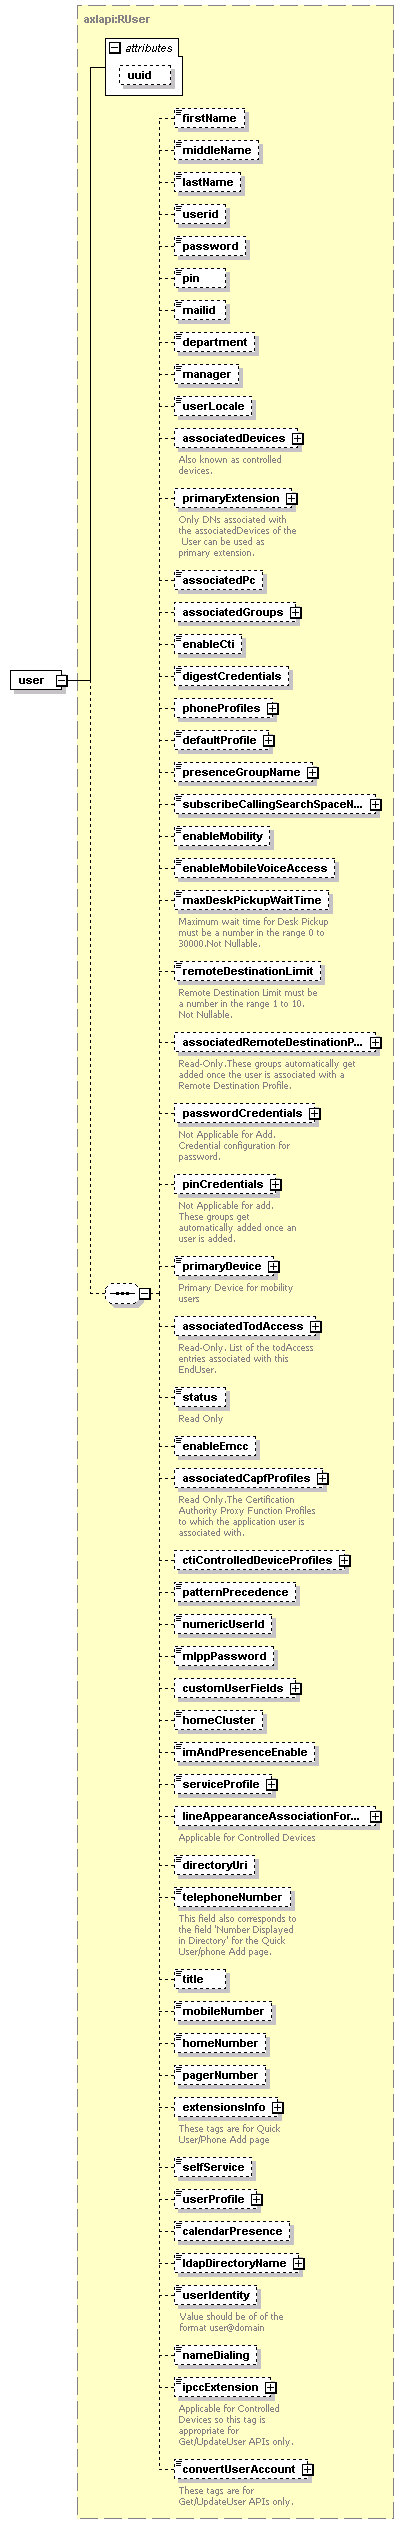 axlapi:RUser
attributes
uuid
firstName
middleName
lastName
userid
password
pin
mailid
department
manager
userLocale
associatedDevices
Also known as controlled
devices.
primaryExtension
Only DNs associated with
the associatedDevices of the
User can be used as
primary extension.
associatedPc
associatedGroups
enableCti
digestCredentials
user
phoneProfiles
defaultProfile
presenceGroupName
subscribeCallingSearchSpaceN...
enableMobility
enableMobileVoiceAccess
maxDeskPickupWaitTime
Maximum wait time for Desk Pickup
must be a number in the range 0 to
30000.Not Nullable.
remoteDestinationLimit
Remote Destination Limit must be
a number in the range 1 to 10.
Not Nullable.
associatedRemoteDestinationP...
Read-Only.These groups automatically get
added once the user is associated with a
Remote Destination Profile.
passwordCredentials
Not Applicable for Add.
Credential configuration for
password.
pinCredentials
Not Applicable for add.
These groups get
automatically added once an
user is added.
primaryDevice
Primary Device for mobility
users
associatedTodAccess
Read-Only. List of the todAccess
entries associated with this
EndUser.
status
Read Only
enableEmcc
associatedCapfProfiles
Read Only.The Certification
Authority Proxy Function Profiles
to which the application user is
associated with.
ctiControlledDeviceProfiles
patternPrecedence
numericUserId
mlppPassword
customUserFields
homeCluster
imAndPresenceEnable
serviceProfile
lineAppearanceAssociationFor...
Applicable for Controlled Devices
directoryUri
telephoneNumber
This field also corresponds to
the field 'Number Displayed
in Directory' for the Quick
User/phone Add page.
title
mobileNumber
homeNumber
pagerNumber
extensionsInfo
These tags are for Quick
User/Phone Add page
selfService
userProfile
calendarPresence
ldapDirectoryName
userIdentity
Value should be of of the
format user@domain
nameDialing
ipccExtension
Applicable for Controlled
Devices so this tag is
appropriate for
Get/UpdateUser APIs only.
convertUserAccount
These tags are for
Get/UpdateUser APIs only.